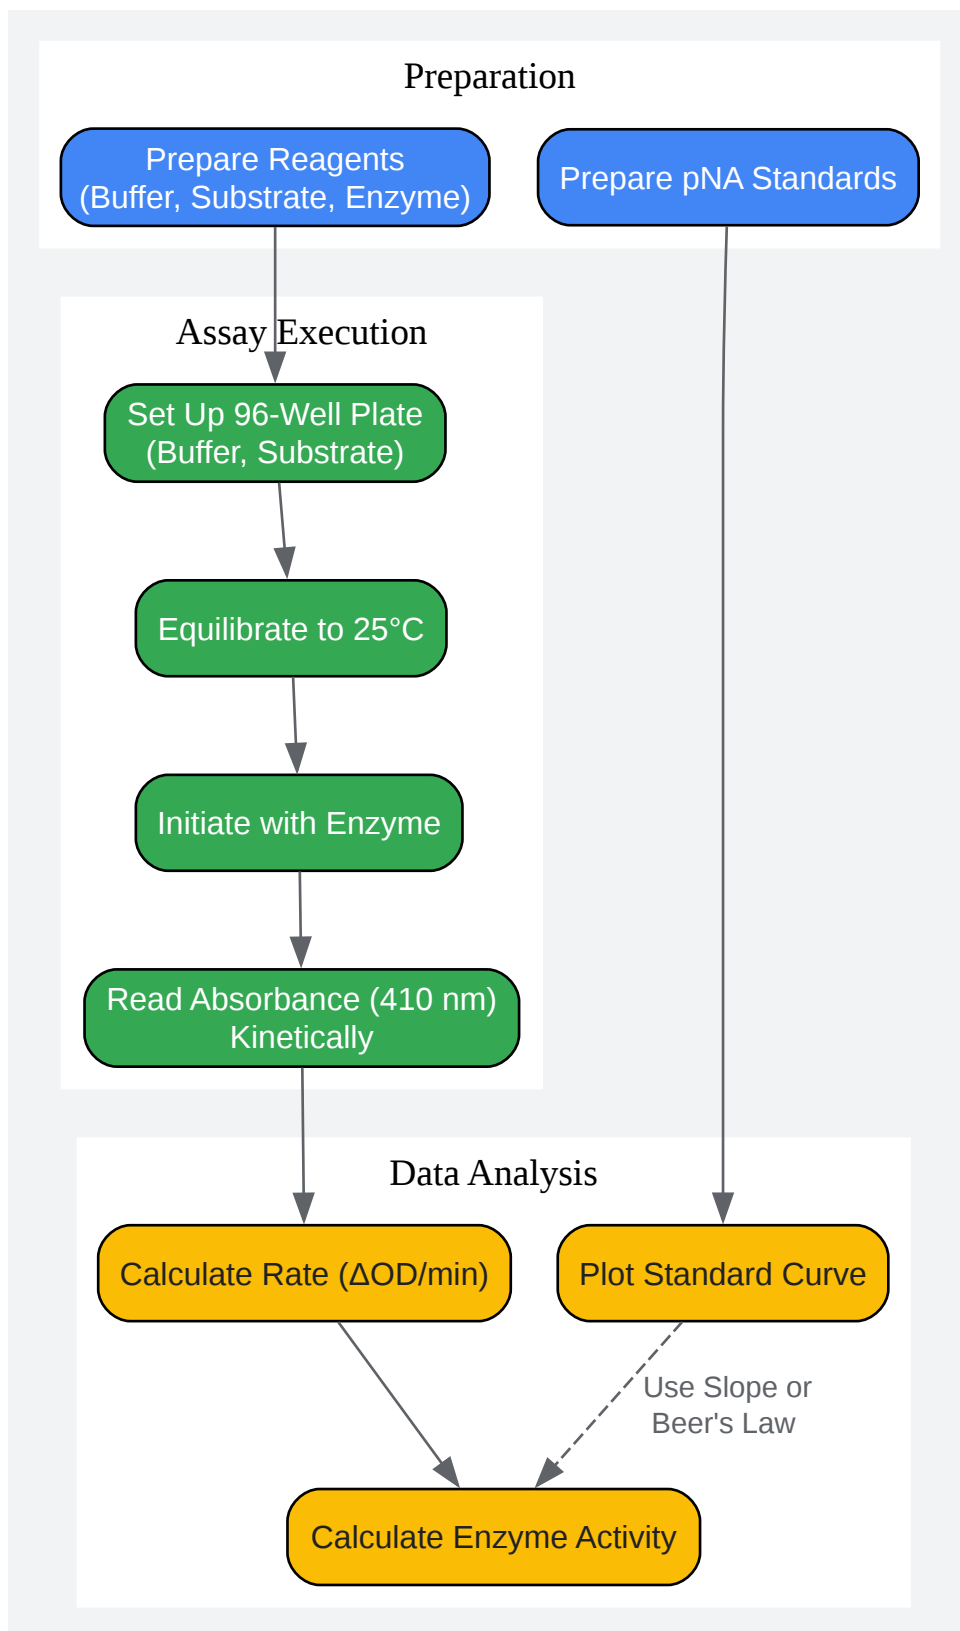 Preparation
Prepare Reagents
(Buffer, Substrate, Enzyme)
Prepare pNA Standards
Assay Execution
Set Up 96-Well Plate
(Buffer, Substrate)
Equilibrate to 25°C
Initiate with Enzyme
Read Absorbance (410 nm)
Kinetically
Data Analysis
Calculate Rate (ΔOD/min)
Plot Standard Curve
Use Slope or
Beer's Law
Calculate Enzyme Activity